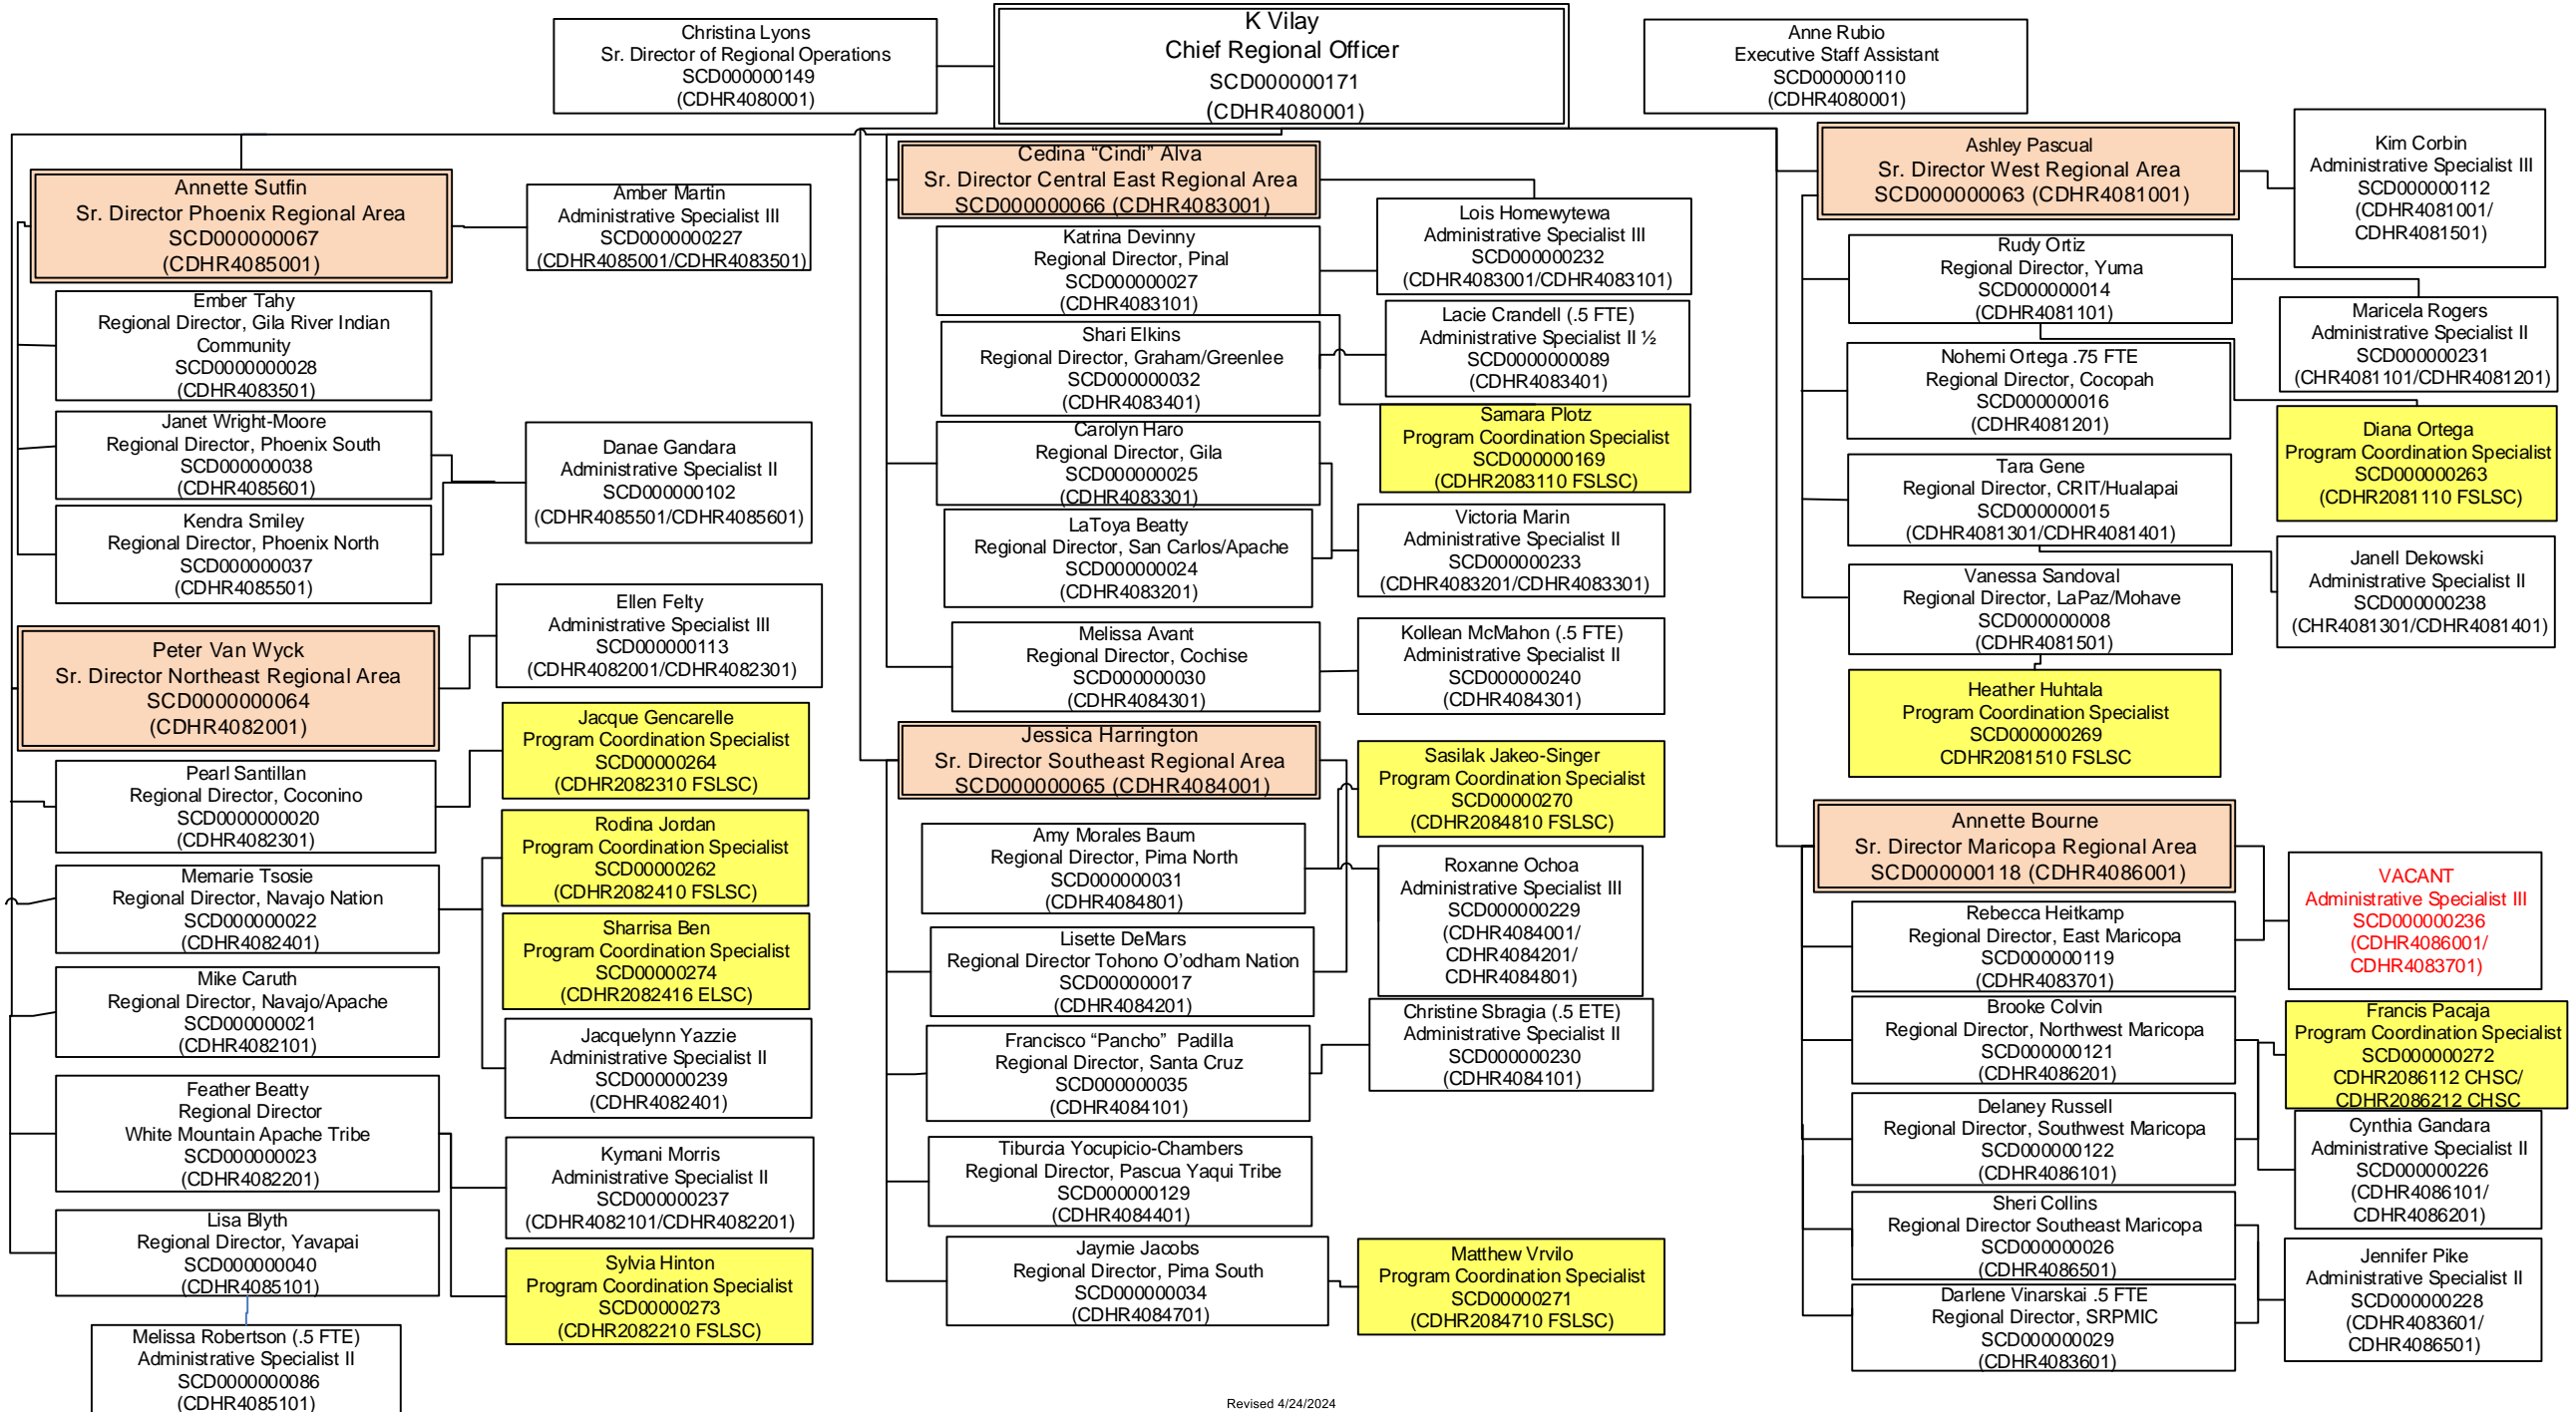 Christina Lyons
Sr. Director of Regional Operations
SCD000000149
(CDHR4080001)
K Vilay
Chief Regional Officer
SCD000000171
(CDHR4080001)
Anne Rubio
Executive Staff Assistant
SCD000000110
(CDHR4080001)
Annette Sutfin
Sr. Director Phoenix Regional Area
SCD000000067
(CDHR4085001)
Amber Martin
Administrative Specialist III
SCD0000000227
(CDHR4085001/CDHR4083501)
Ember Tahy
Regional Director, Gila River Indian
Community
SCD0000000028
(CDHR4083501)
Janet Wright-Moore
Regional Director, Phoenix South
SCD000000038
(CDHR4085601)
Kendra Smiley
Regional Director, Phoenix North
SCD000000037
(CDHR4085501)
Danae Gandara
Administrative Specialist II
SCD000000102
(CDHR4085501/CDHR4085601)
Peter Van Wyck
Sr. Director Northeast Regional Area
SCD0000000064
(CDHR4082001)
Ellen Felty
Administrative Specialist III
SCD000000113
(CDHR4082001/CDHR4082301)
Pearl Santillan
Regional Director, Coconino
SCD0000000020
(CDHR4082301)
Jacque Gencarelle
Program Coordination Specialist
SCD00000264
(CDHR2082310 FSLSC)
Memarie Tsosie
Regional Director, Navajo Nation
SCD000000022
(CDHR4082401)
Rodina Jordan
Program Coordination Specialist
SCD00000262
(CDHR2082410 FSLSC)
Sharrisa Ben
Program Coordination Specialist
SCD00000274
(CDHR2082416 ELSC)
Jacquelynn Yazzie
Administrative Specialist II
SCD000000239
(CDHR4082401)
Mike Caruth
Regional Director, Navajo/Apache
SCD000000021
(CDHR4082101)
Feather Beatty
Regional Director
White Mountain Apache Tribe
SCD000000023
(CDHR4082201)
Kymani Morris
Administrative Specialist II
SCD000000237
(CDHR4082101/CDHR4082201)
Sylvia Hinton
Program Coordination Specialist
SCD00000273
(CDHR2082210 FSLSC)
Lisa Blyth
Regional Director, Yavapai
SCD000000040
(CDHR4085101)
Melissa Robertson (.5 FTE)
Administrative Specialist II
SCD0000000086
(CDHR4085101)
Cedina “Cindi” Alva
Sr. Director Central East Regional Area
SCD000000066 (CDHR4083001)
Lois Homewytewa
Administrative Specialist III
SCD000000232
(CDHR4083001/CDHR4083101)
Katrina Devinny
Regional Director, Pinal
SCD000000027
(CDHR4083101)
Shari Elkins
Regional Director, Graham/Greenlee
SCD000000032
(CDHR4083401)
Lacie Crandell (.5 FTE)
Administrative Specialist II ½
SCD0000000089
(CDHR4083401)
Samara Plotz
Program Coordination Specialist
SCD000000169
(CDHR2083110 FSLSC)
Carolyn Haro
Regional Director, Gila
SCD000000025
(CDHR4083301)
LaToya Beatty
Regional Director, San Carlos/Apache
SCD000000024
(CDHR4083201)
Victoria Marin
Administrative Specialist II
SCD000000233
(CDHR4083201/CDHR4083301)
Melissa Avant
Regional Director, Cochise
SCD000000030
(CDHR4084301)
Kollean McMahon (.5 FTE)
Administrative Specialist II
SCD000000240
(CDHR4084301)
Jessica Harrington
Sr. Director Southeast Regional Area
SCD000000065 (CDHR4084001)
Sasilak Jakeo-Singer
Program Coordination Specialist
SCD00000270
(CDHR2084810 FSLSC)
Amy Morales Baum
Regional Director, Pima North
SCD000000031
(CDHR4084801)
Roxanne Ochoa
Administrative Specialist III
SCD000000229
(CDHR4084001/
CDHR4084201/
CDHR4084801)
Lisette DeMars
Regional Director Tohono O’odham Nation
SCD000000017
(CDHR4084201)
Francisco “Pancho” Padilla
Regional Director, Santa Cruz
SCD000000035
(CDHR4084101)
Christine Sbragia (.5 ETE)
Administrative Specialist II
SCD000000230
(CDHR4084101)
Tiburcia Yocupicio-Chambers
Regional Director, Pascua Yaqui Tribe
SCD000000129
(CDHR4084401)
Jaymie Jacobs
Regional Director, Pima South
SCD000000034
(CDHR4084701)
Matthew Vrvilo
Program Coordination Specialist
SCD00000271
(CDHR2084710 FSLSC)
Ashley Pascual
Sr. Director West Regional Area
SCD000000063 (CDHR4081001)
Kim Corbin
Administrative Specialist III
SCD000000112
(CDHR4081001/
CDHR4081501)
Rudy Ortiz
Regional Director, Yuma
SCD000000014
(CDHR4081101)
Maricela Rogers
Administrative Specialist II
SCD000000231
(CHR4081101/CDHR4081201)
Nohemi Ortega .75 FTE
Regional Director, Cocopah
SCD000000016
(CDHR4081201)
Diana Ortega
Program Coordination Specialist
SCD000000263
(CDHR2081110 FSLSC)
Tara Gene
Regional Director, CRIT/Hualapai
SCD000000015
(CDHR4081301/CDHR4081401)
Janell Dekowski
Administrative Specialist II
SCD000000238
(CHR4081301/CDHR4081401)
Vanessa Sandoval
Regional Director, LaPaz/Mohave
SCD000000008
(CDHR4081501)
Heather Huhtala
Program Coordination Specialist
SCD000000269
CDHR2081510 FSLSC
Annette Bourne
Sr. Director Maricopa Regional Area
SCD000000118 (CDHR4086001)
VACANT
Administrative Specialist III
SCD000000236
(CDHR4086001/
CDHR4083701)
Rebecca Heitkamp
Regional Director, East Maricopa
SCD000000119
(CDHR4083701)
Brooke Colvin
Regional Director, Northwest Maricopa
SCD000000121
(CDHR4086201)
Francis Pacaja
Program Coordination Specialist
SCD000000272
CDHR2086112 CHSC/
CDHR2086212 CHSC
Delaney Russell
Regional Director, Southwest Maricopa
SCD000000122
(CDHR4086101)
Cynthia Gandara
Administrative Specialist II
SCD000000226
(CDHR4086101/
CDHR4086201)
Sheri Collins
Regional Director Southeast Maricopa
SCD000000026
(CDHR4086501)
Jennifer Pike
Administrative Specialist II
SCD000000228
(CDHR4083601/
CDHR4086501)
Darlene Vinarskai .5 FTE
Regional Director, SRPMIC
SCD000000029
(CDHR4083601)
Revised 4/24/2024